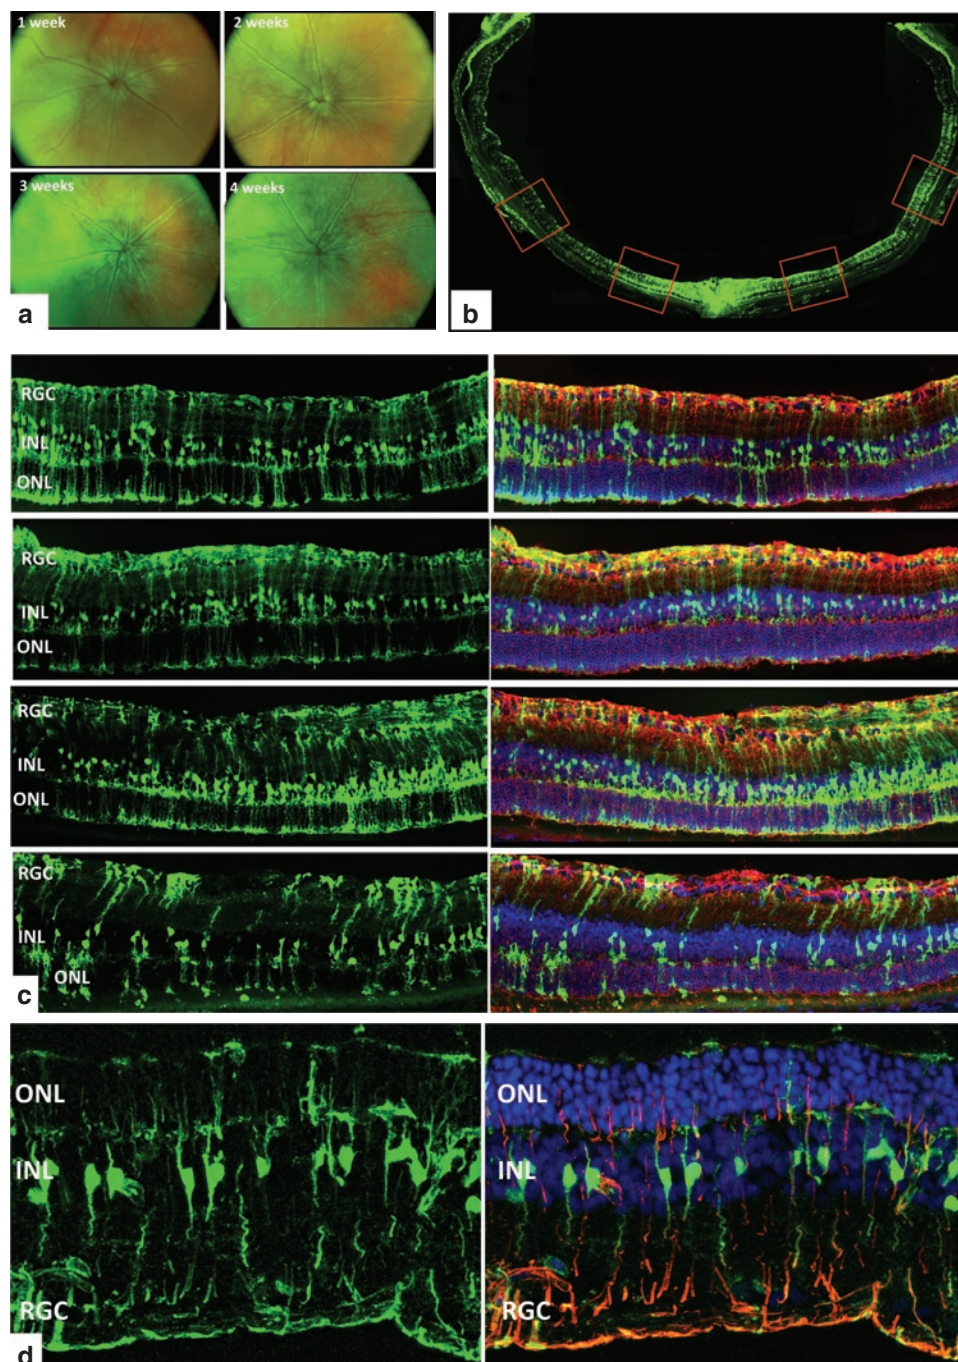 1 week
2 weeks
3 weeks
4 weeks
a
b
RGC
INL
ONL
RGC
INL
ONL
RGC
INL
ONL
RGC
INL
ONL
c
ONL
INL
RGC
ONL
INL
RGC
d